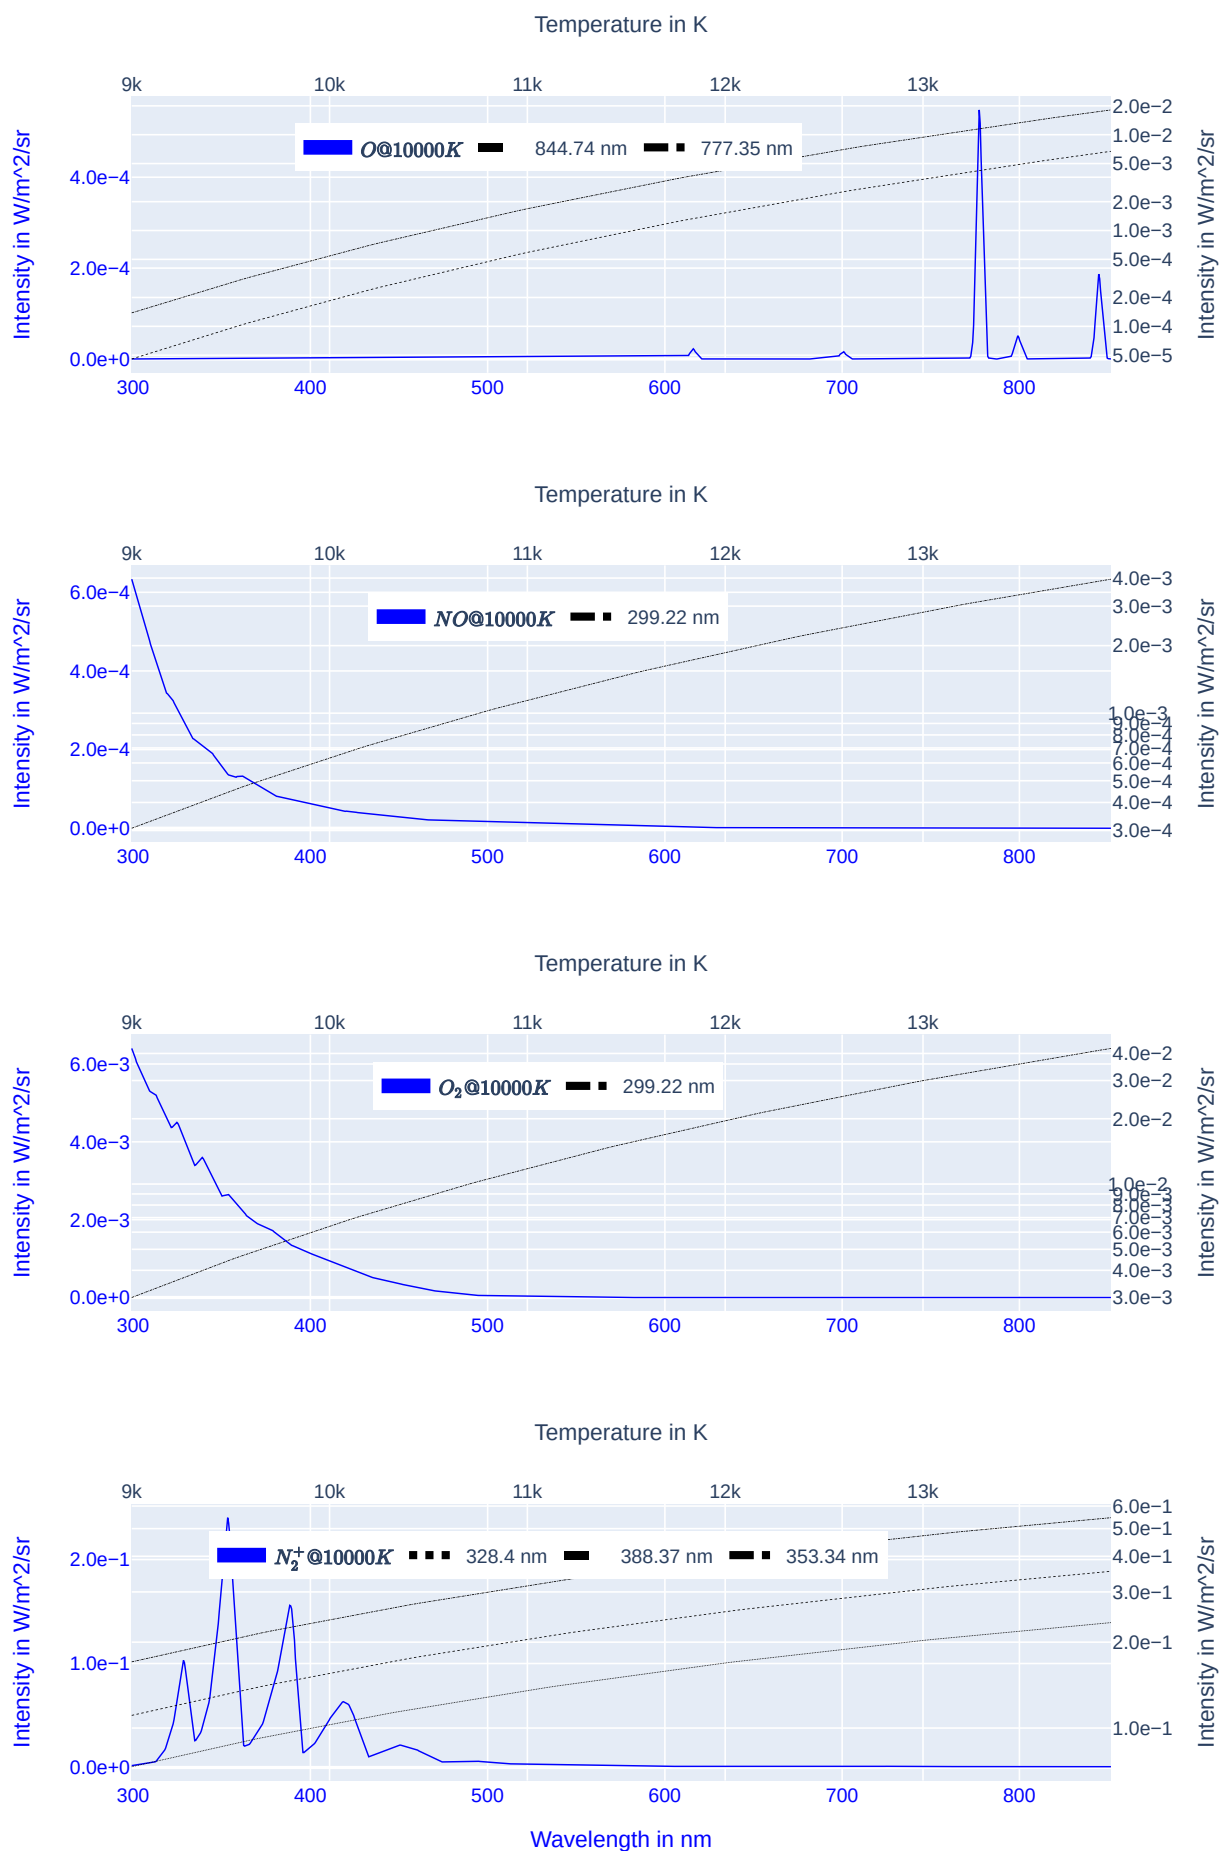 Temperature in K
9k 10k 11k 12k 13k
Intensity in W/m^2/sr
4.0e−4
2.0e−4
0.0e+0
O@10000K 844.74 nm 777.35 nm
2.0e−2
1.0e−2
5.0e−3
2.0e−3
1.0e−3
5.0e−4
2.0e−4
1.0e−4
5.0e−5
Intensity in W/m^2/sr
300 400 500 600 700 800
Temperature in K
9k 10k 11k 12k 13k
Intensity in W/m^2/sr
6.0e−4
4.0e−4
2.0e−4
0.0e+0
NO@10000K 299.22 nm
4.0e−3
3.0e−3
2.0e−3
1.0e−3
9.0e−4
8.0e−4
7.0e−4
6.0e−4
5.0e−4
4.0e−4
3.0e−4
Intensity in W/m^2/sr
300 400 500 600 700 800
Temperature in K
9k 10k 11k 12k 13k
Intensity in W/m^2/sr
6.0e−3
4.0e−3
2.0e−3
0.0e+0
O₂@10000K 299.22 nm
4.0e−2
3.0e−2
2.0e−2
1.0e−2
9.0e−3
8.0e−3
7.0e−3
6.0e−3
5.0e−3
4.0e−3
3.0e−3
Intensity in W/m^2/sr
300 400 500 600 700 800
Temperature in K
9k 10k 11k 12k 13k
Intensity in W/m^2/sr
2.0e−1
1.0e−1
0.0e+0
N₂⁺@10000K 328.4 nm 388.37 nm 353.34 nm
6.0e−1
5.0e−1
4.0e−1
3.0e−1
2.0e−1
1.0e−1
Intensity in W/m^2/sr
300 400 500 600 700 800
Wavelength in nm